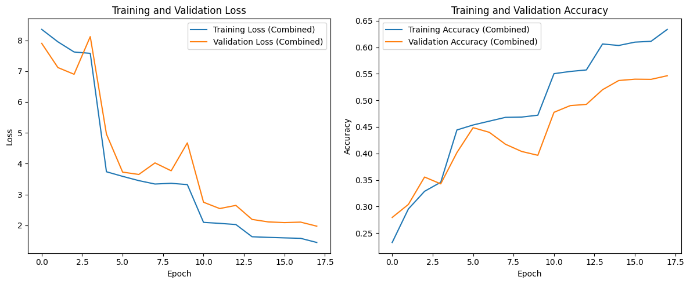 Training and Validation Loss
Training Loss (Combined)
Validation Loss (Combined)
8
7
6
5
4
3
2
Loss
0.0 2.5 5.0 7.5 10.0 12.5 15.0 17.5
Epoch
Training and Validation Accuracy
Training Accuracy (Combined)
Validation Accuracy (Combined)
0.65
0.60
0.55
0.50
0.45
0.40
0.35
0.30
0.25
Accuracy
0.0 2.5 5.0 7.5 10.0 12.5 15.0 17.5
Epoch